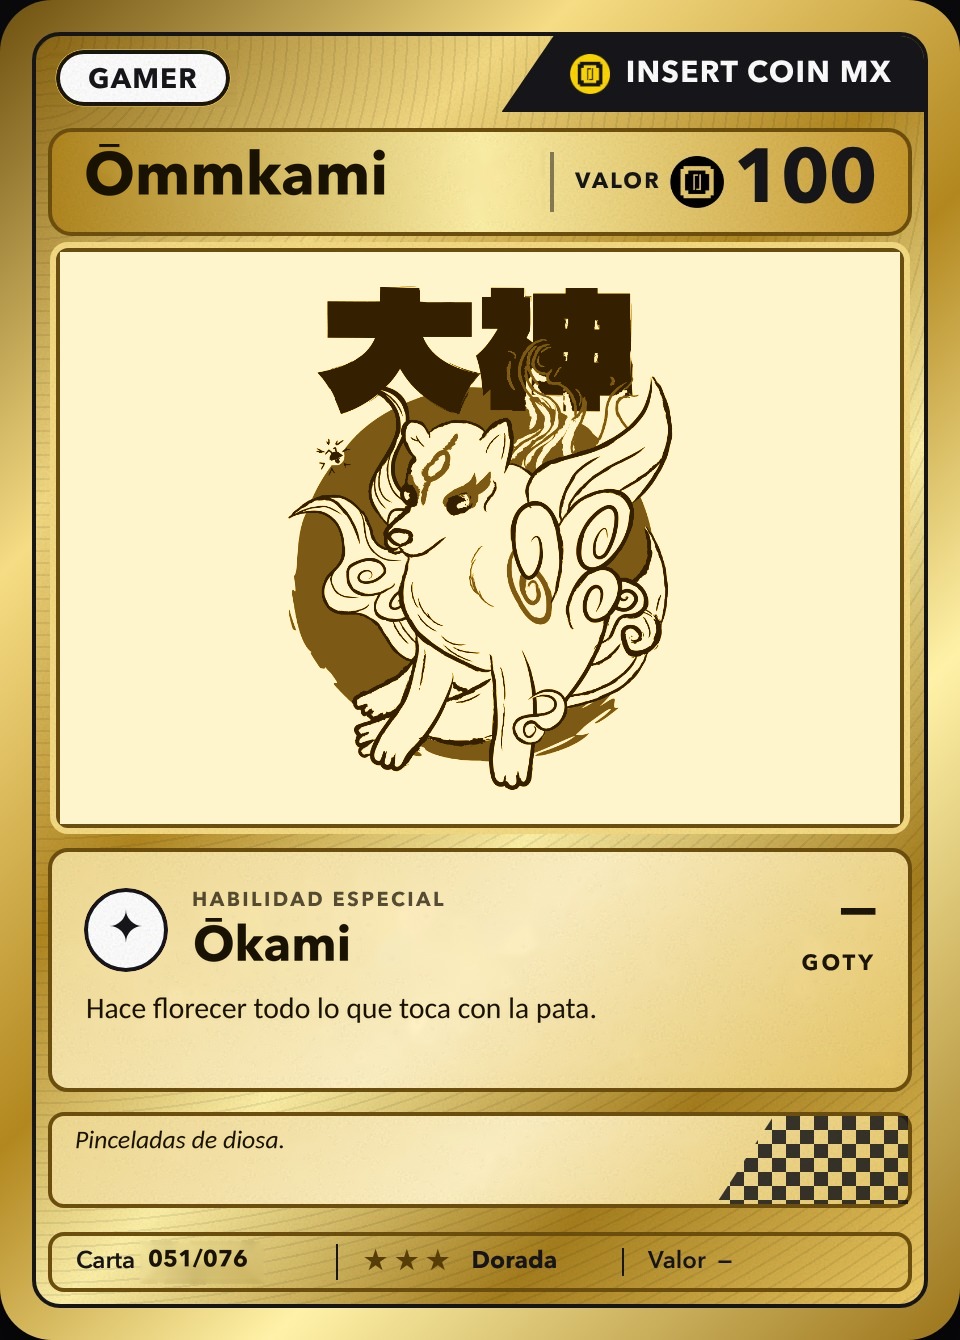 GAMER
INSERT COIN MX
Ōmmkami
VALOR 100
大神
HABILIDAD ESPECIAL
Ōkami
–
GOTY
Hace florecer todo lo que toca con la pata.
Pinceladas de diosa.
Carta 051/076 ★★★ Dorada Valor –